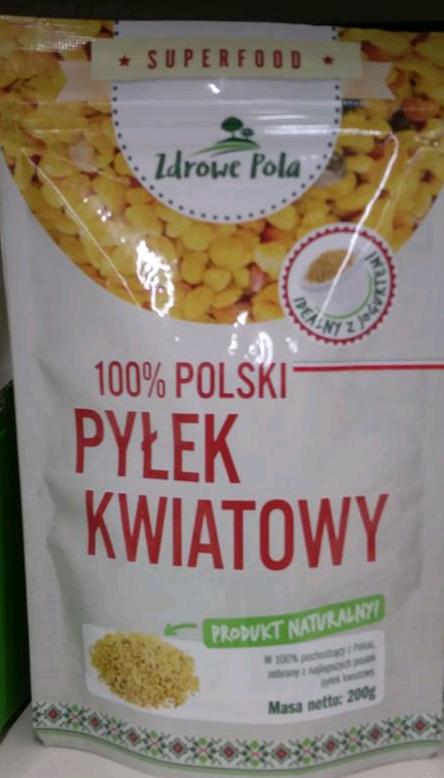 ★ SUPERFOOD ★
Zdrowe Pola
IDEALNY Z JOGURTEM!
100% POLSKI
PYŁEK
KWIATOWY
PRODUKT NATURALNY!
W 100% pochodzący z Polski,
zebrany z najlepszych pasiek
pyłek kwiatowy.
Masa netto: 200g